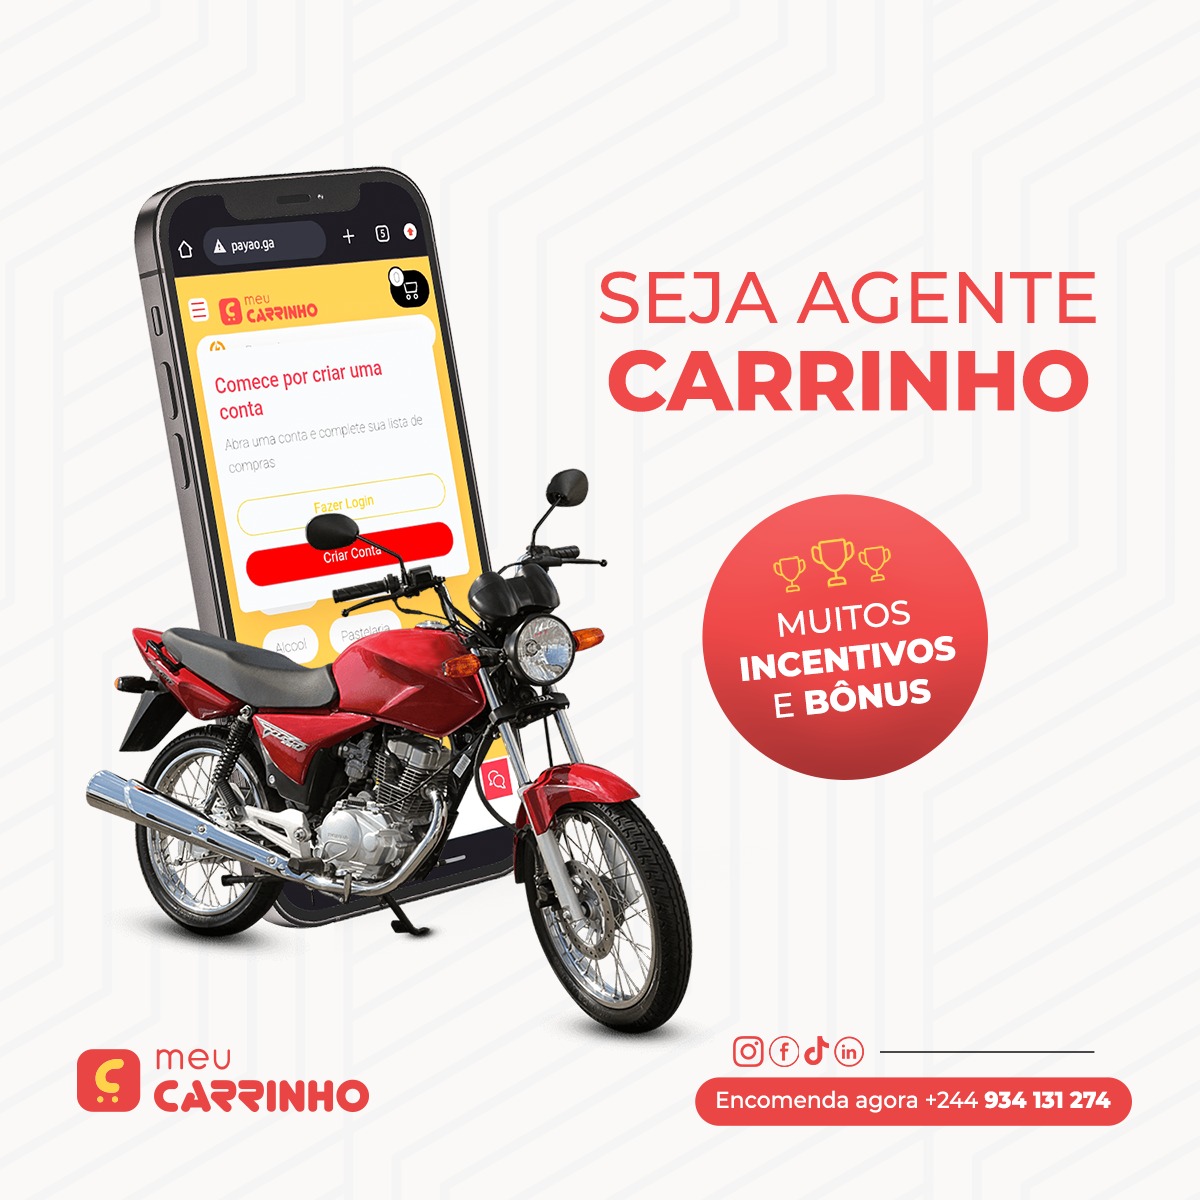 payao.ga
5
0
meu
CARRINHO
Comece por criar uma
conta
Abra uma conta e complete sua lista de
compras
Fazer Login
Criar Conta
Alcool
Pastelaria
SEJA AGENTE
CARRINHO
MUITOS
INCENTIVOS
E BÔNUS
meu
CARRINHO
in
Encomenda agora +244 934 131 274